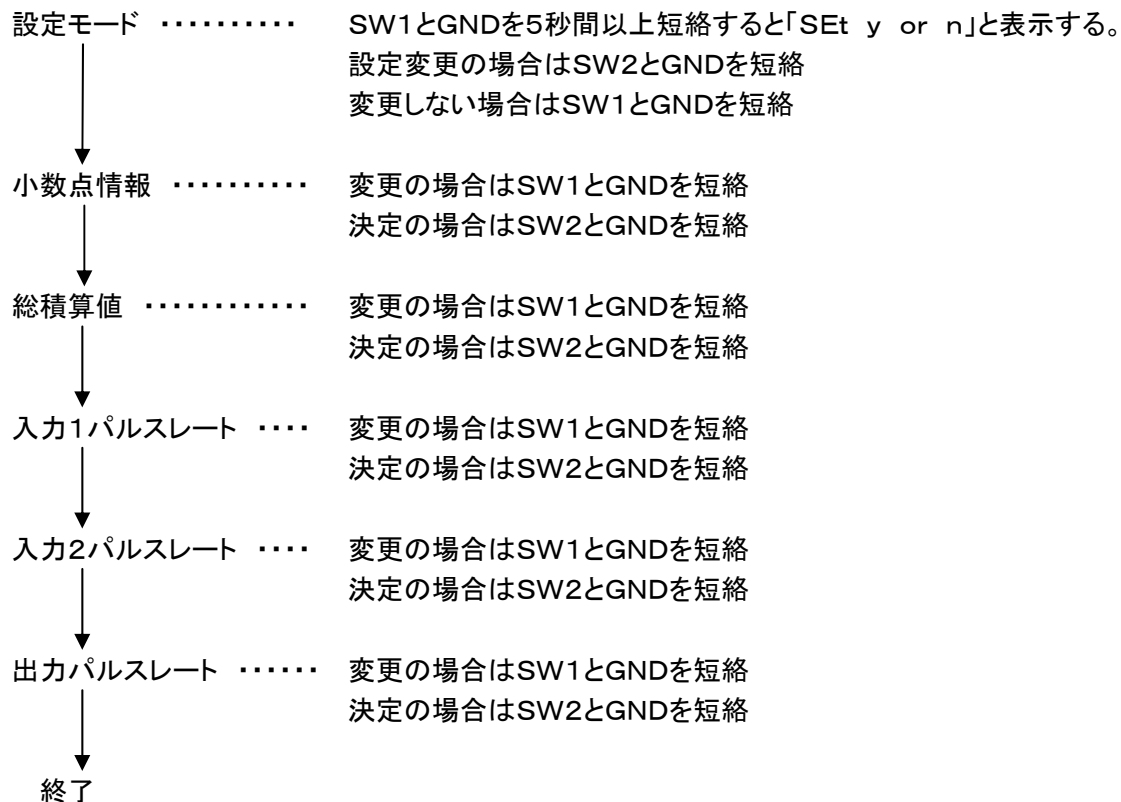 設定モード ・・・・・・・・・・ SW1とGNDを5秒間以上短絡すると「SEt y or n」と表示する。
設定変更の場合はSW2とGNDを短絡
変更しない場合はSW1とGNDを短絡
小数点情報 ・・・・・・・・・・ 変更の場合はSW1とGNDを短絡
決定の場合はSW2とGNDを短絡
総積算値 ・・・・・・・・・・・・ 変更の場合はSW1とGNDを短絡
決定の場合はSW2とGNDを短絡
入力1パルスレート ・・・・ 変更の場合はSW1とGNDを短絡
決定の場合はSW2とGNDを短絡
入力2パルスレート ・・・・ 変更の場合はSW1とGNDを短絡
決定の場合はSW2とGNDを短絡
出力パルスレート ・・・・・・ 変更の場合はSW1とGNDを短絡
決定の場合はSW2とGNDを短絡
終了